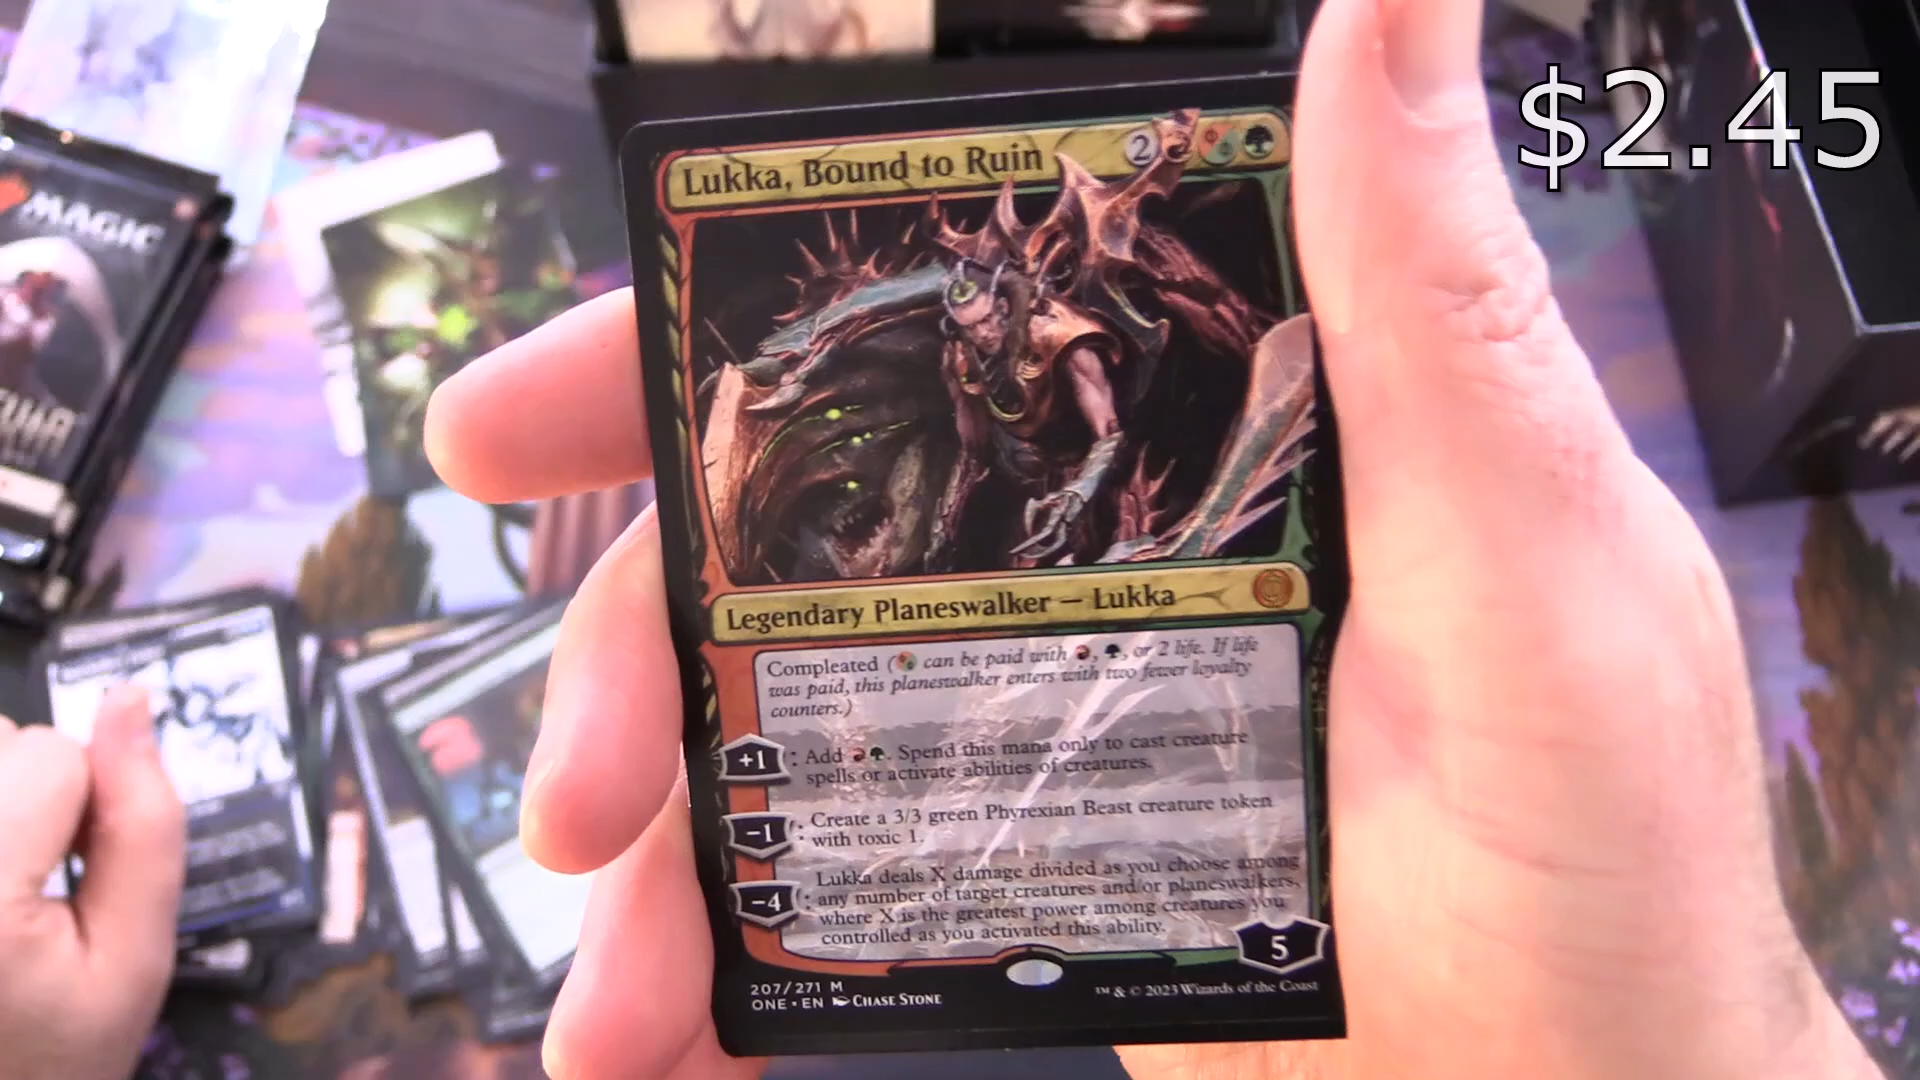 $2.45
MAGIC
Lukka, Bound to Ruin 2
Legendary Planeswalker — Lukka
Compleated ( can be paid with , , or 2 life. If life
was paid, this planeswalker enters with two fewer loyalty
counters.)
+1 : Add . Spend this mana only to cast creature
spells or activate abilities of creatures.
−1 : Create a 3/3 green Phyrexian Beast creature token
with toxic 1.
Lukka deals X damage divided as you choose among
−4 : any number of target creatures and/or planeswalkers,
where X is the greatest power among creatures you
controlled as you activated this ability.
5
207/271 M
ONE • EN CHASE STONE
™ & © 2023 Wizards of the Coast